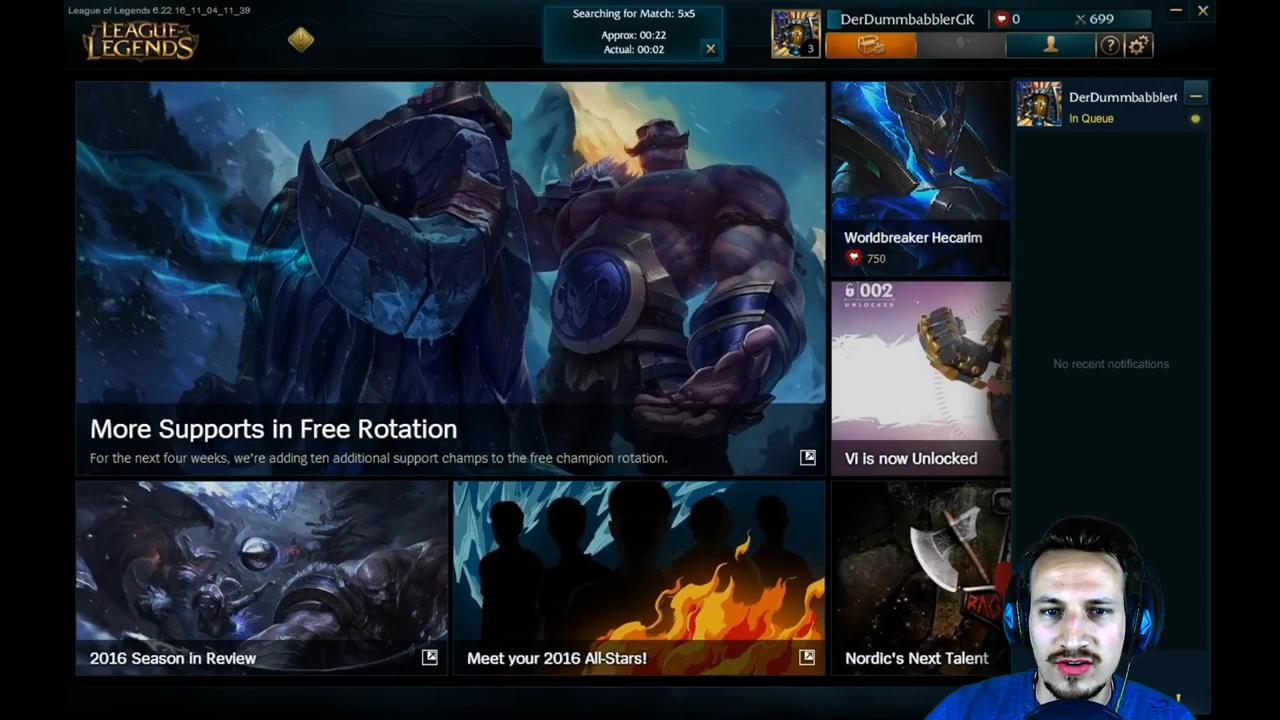 League of Legends 6.22.16_11_04_11_39
LEAGUE OF LEGENDS
Searching for Match: 5x5
Approx: 00:22
Actual: 00:02
3
DerDummbabblerGK
0
699
?
DerDummbabbler
In Queue
No recent notifications
More Supports in Free Rotation
For the next four weeks, we're adding ten additional support champs to the free champion rotation.
Worldbreaker Hecarim
750
002
UNLOCKED
Vi is now Unlocked
2016 Season in Review
Meet your 2016 All-Stars!
Nordic's Next Talent